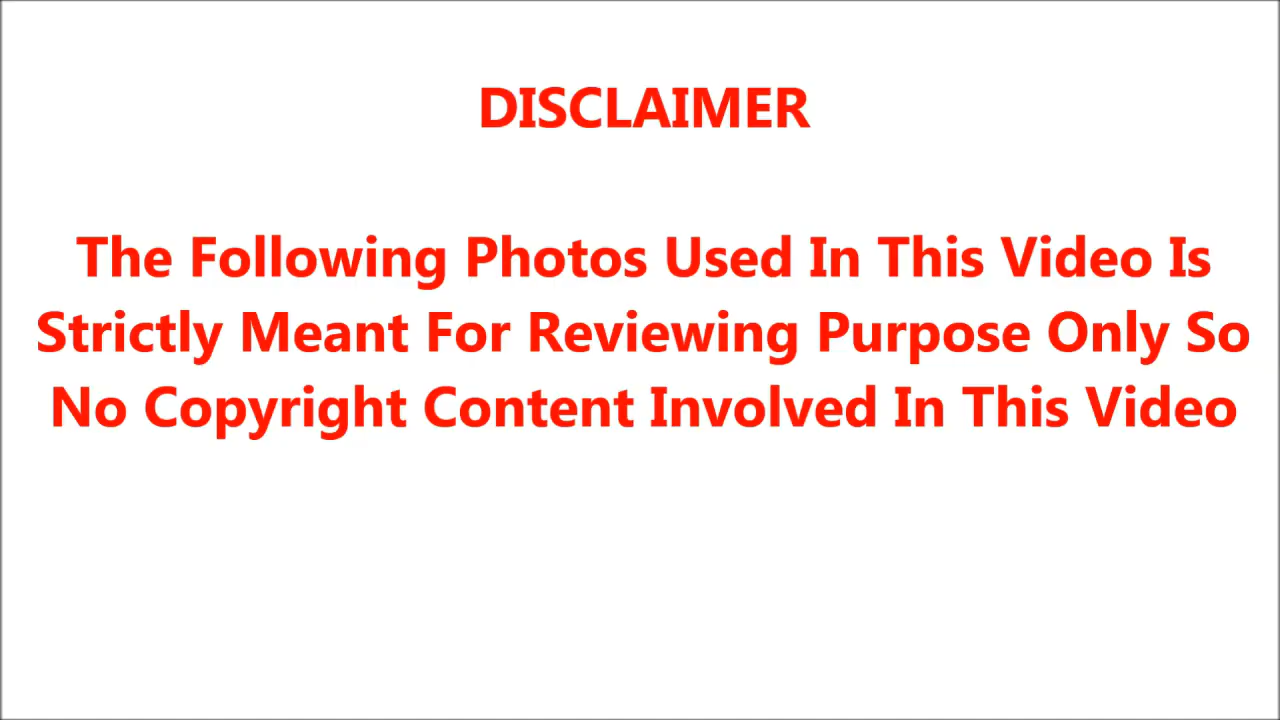 DISCLAIMER
The Following Photos Used In This Video Is
Strictly Meant For Reviewing Purpose Only So
No Copyright Content Involved In This Video